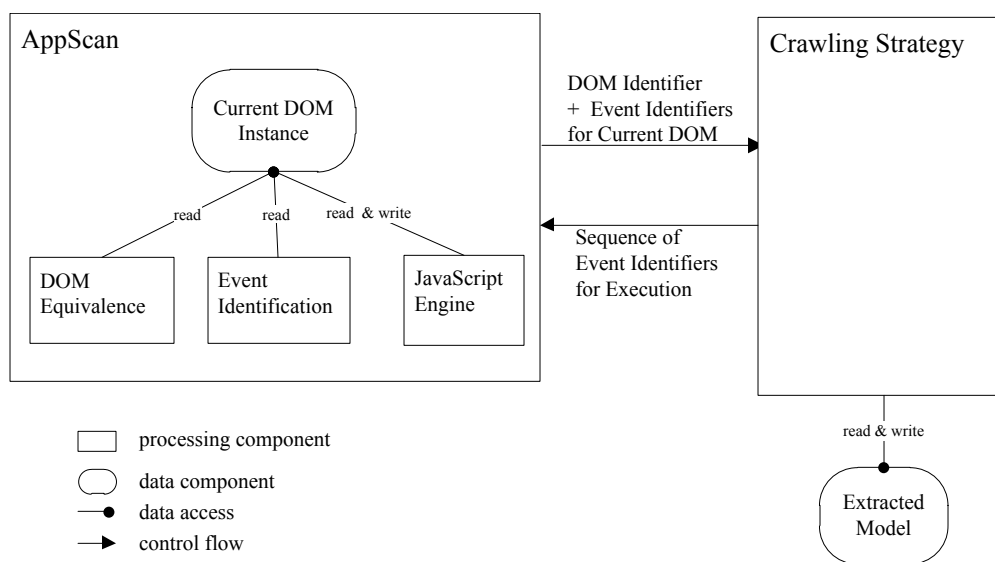 AppScan
Current DOM
Instance
read
read
read & write
DOM
Equivalence
Event
Identification
JavaScript
Engine
DOM Identifier
+ Event Identifiers
for Current DOM
Sequence of
Event Identifiers
for Execution
Crawling Strategy
read & write
Extracted
Model
processing component
data component
data access
control flow